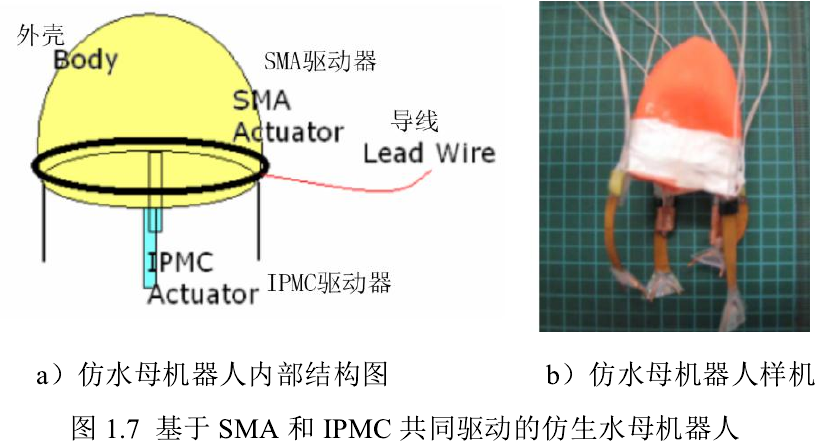 外壳
Body
SMA驱动器
SMA
Actuator
导线
Lead Wire
IPMC
Actuator
IPMC驱动器
a）仿水母机器人内部结构图
b）仿水母机器人样机
图 1.7 基于 SMA 和 IPMC 共同驱动的仿生水母机器人